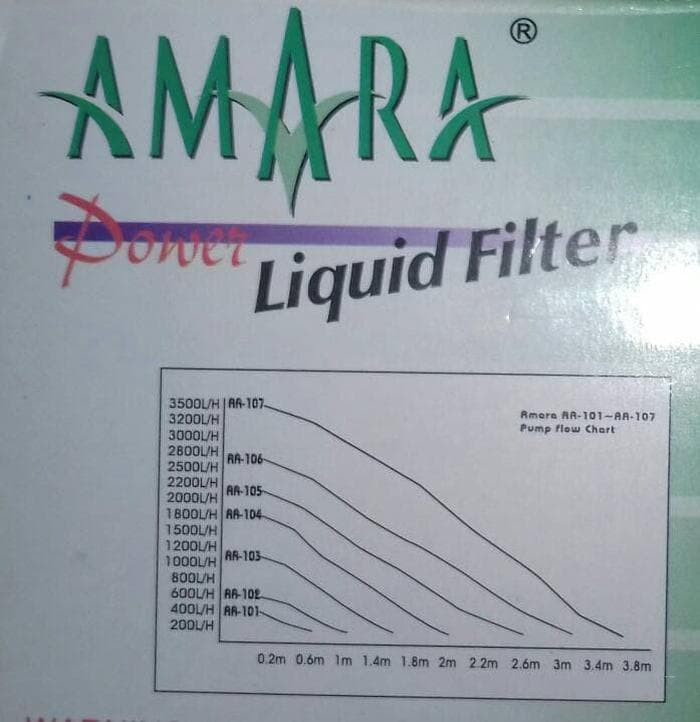 AMARA®
Power
Liquid Filter
Amara AA-101~AA-107
Pump flow Chart
3500L/H AA-107
3200L/H
3000L/H
2800L/H
2500L/H AA-106
2200L/H
2000L/H AA-105
1800L/H AA-104
1500L/H
1200L/H
1000L/H AA-103
800L/H
600L/H AA-102
400L/H AA-101
200L/H
0.2m 0.6m 1m 1.4m 1.8m 2m 2.2m 2.6m 3m 3.4m 3.8m